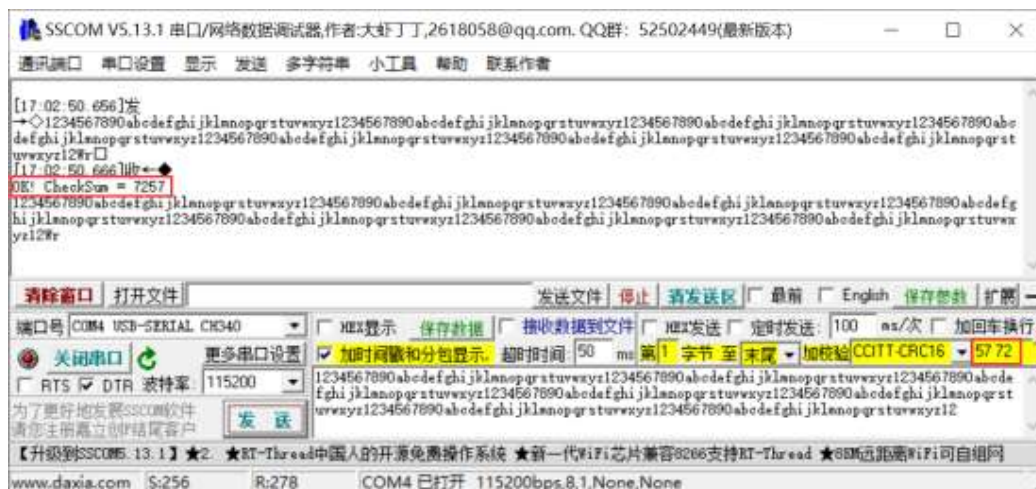 SSCOM V5.13.1 串口/网络数据调试器,作者:大虾丁丁,2618058@qq.com. QQ群: 52502449(最新版本)
通讯端口 串口设置 显示 发送 多字符串 小工具 帮助 联系作者
[17:02:50.656]发
→◇1234567890abcdefghijklmnopqrstuvwxyz1234567890abcdefghijklmnopqrstuvwxyz1234567890abcdefghijklmnopqrstuvwxyz1234567890abc
defghijklmnopqrstuvwxyz1234567890abcdefghijklmnopqrstuvwxyz1234567890abcdefghijklmnopqrstuvwxyz1234567890abcdefghijklmnopqrst
uvwxyz12Wr□
[17:02:50.666]收←◆
OK! CheckSum = 7257
1234567890abcdefghijklmnopqrstuvwxyz1234567890abcdefghijklmnopqrstuvwxyz1234567890abcdefghijklmnopqrstuvwxyz1234567890abcdefg
hijklmnopqrstuvwxyz1234567890abcdefghijklmnopqrstuvwxyz1234567890abcdefghijklmnopqrstuvwxyz1234567890abcdefghijklmnopqrstuvwx
yz12Wr
清除窗口 打开文件 发送文件 停止 清发送区 最前 English 保存参数 扩展 —
端口号 COM4 USB-SERIAL CH340 HEX显示 保存数据 接收数据到文件 HEX发送 定时发送: 100 ms/次 加回车换行
关闭串口 更多串口设置 加时间戳和分包显示. 超时时间: 50 ms 第 1 字节 至 末尾 加校验 CCITT-CRC16 57 72
RTS DTR 波特率: 115200
1234567890abcdefghijklmnopqrstuvwxyz1234567890abcdefghijklmnopqrstuvwxyz1234567890abcde
fghijklmnopqrstuvwxyz1234567890abcdefghijklmnopqrstuvwxyz1234567890abcdefghijklmnopqrst
uvwxyz1234567890abcdefghijklmnopqrstuvwxyz1234567890abcdefghijklmnopqrstuvwxyz12
为了更好地发展SSCOM软件
请您注册嘉立创F结尾客户
发 送
【升级到SSCOM5.13.1】★2. ★RT-Thread中国人的开源免费操作系统 ★新一代WiFi芯片兼容8266支持RT-Thread ★8KM远距离WiFi可自组网
www.daxia.com S:256 R:278 COM4 已打开 115200bps,8,1,None,None